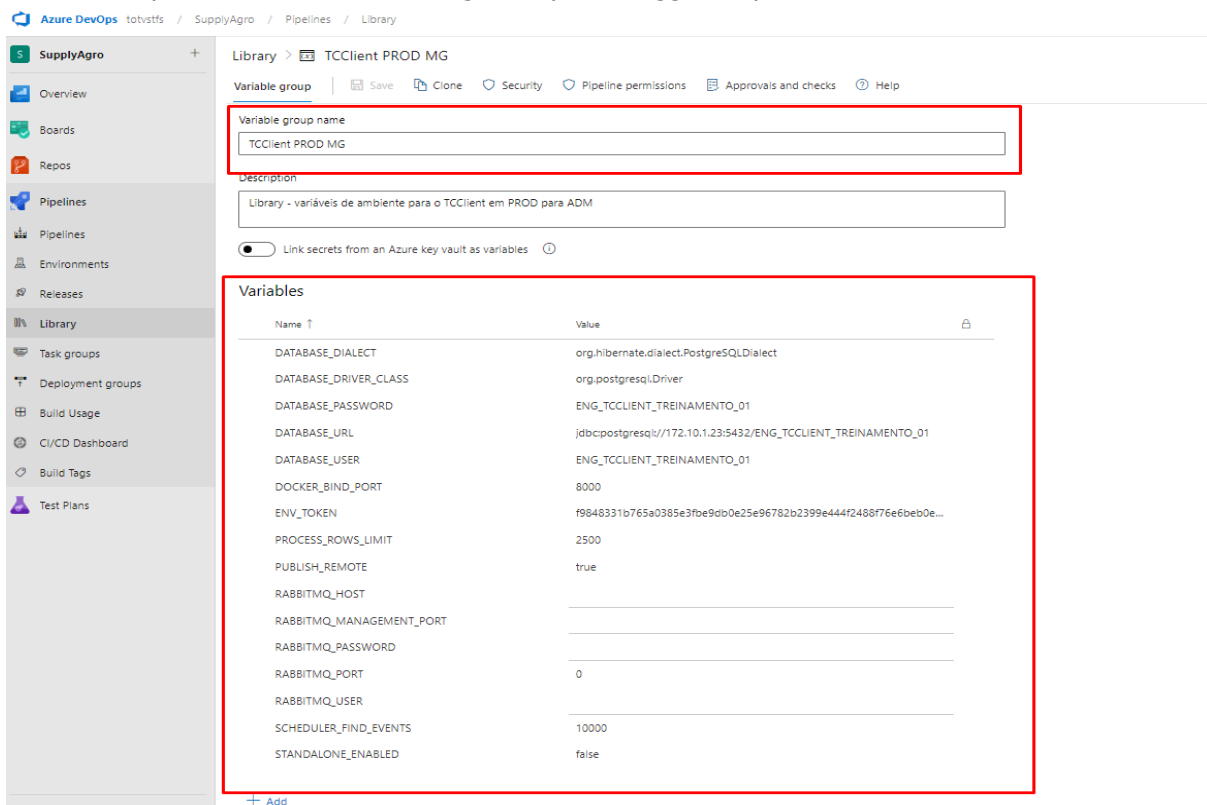 Azure DevOps totvstfs / SupplyAgro / Pipelines / Library
S SupplyAgro +
Overview
Boards
Repos
Pipelines
Pipelines
Environments
Releases
Library
Task groups
Deployment groups
Build Usage
CI/CD Dashboard
Build Tags
Test Plans
Library > TCClient PROD MG
Variable group | Save Clone Security Pipeline permissions Approvals and checks Help
Variable group name
TCClient PROD MG
Description
Library - variáveis de ambiente para o TCClient em PROD para ADM
Link secrets from an Azure key vault as variables
Variables
Name ↑ Value
DATABASE_DIALECT org.hibernate.dialect.PostgreSQLDialect
DATABASE_DRIVER_CLASS org.postgresql.Driver
DATABASE_PASSWORD ENG_TCCLIENT_TREINAMENTO_01
DATABASE_URL jdbc:postgresql://172.10.1.23:5432/ENG_TCCLIENT_TREINAMENTO_01
DATABASE_USER ENG_TCCLIENT_TREINAMENTO_01
DOCKER_BIND_PORT 8000
ENV_TOKEN f9848331b765a0385e3fbe9db0e25e96782b2399e444f2488f76e6beb0e...
PROCESS_ROWS_LIMIT 2500
PUBLISH_REMOTE true
RABBITMQ_HOST
RABBITMQ_MANAGEMENT_PORT
RABBITMQ_PASSWORD
RABBITMQ_PORT 0
RABBITMQ_USER
SCHEDULER_FIND_EVENTS 10000
STANDALONE_ENABLED false
+ Add